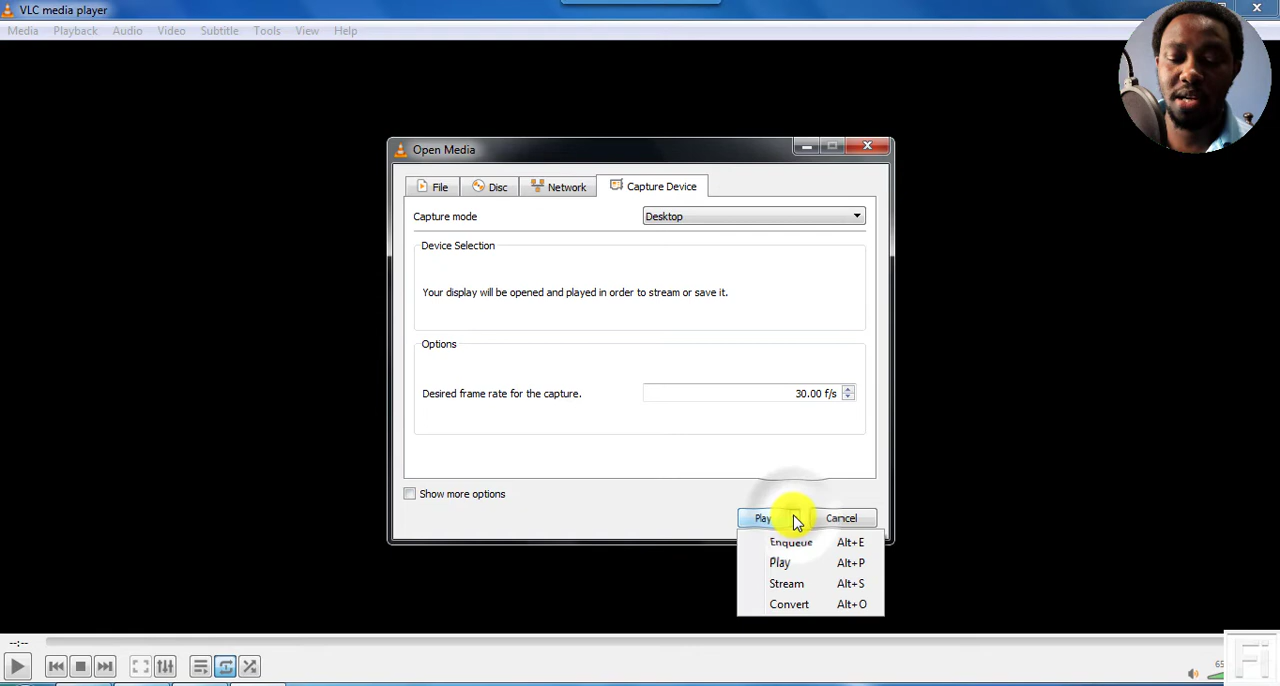 VLC media player
Media Playback Audio Video Subtitle Tools View Help
Open Media
File Disc Network Capture Device
Capture mode Desktop
Device Selection
Your display will be opened and played in order to stream or save it.
Options
Desired frame rate for the capture. 30.00 f/s
Show more options
Play Cancel
Enqueue Alt+E
Play Alt+P
Stream Alt+S
Convert Alt+O
--:--
Fi